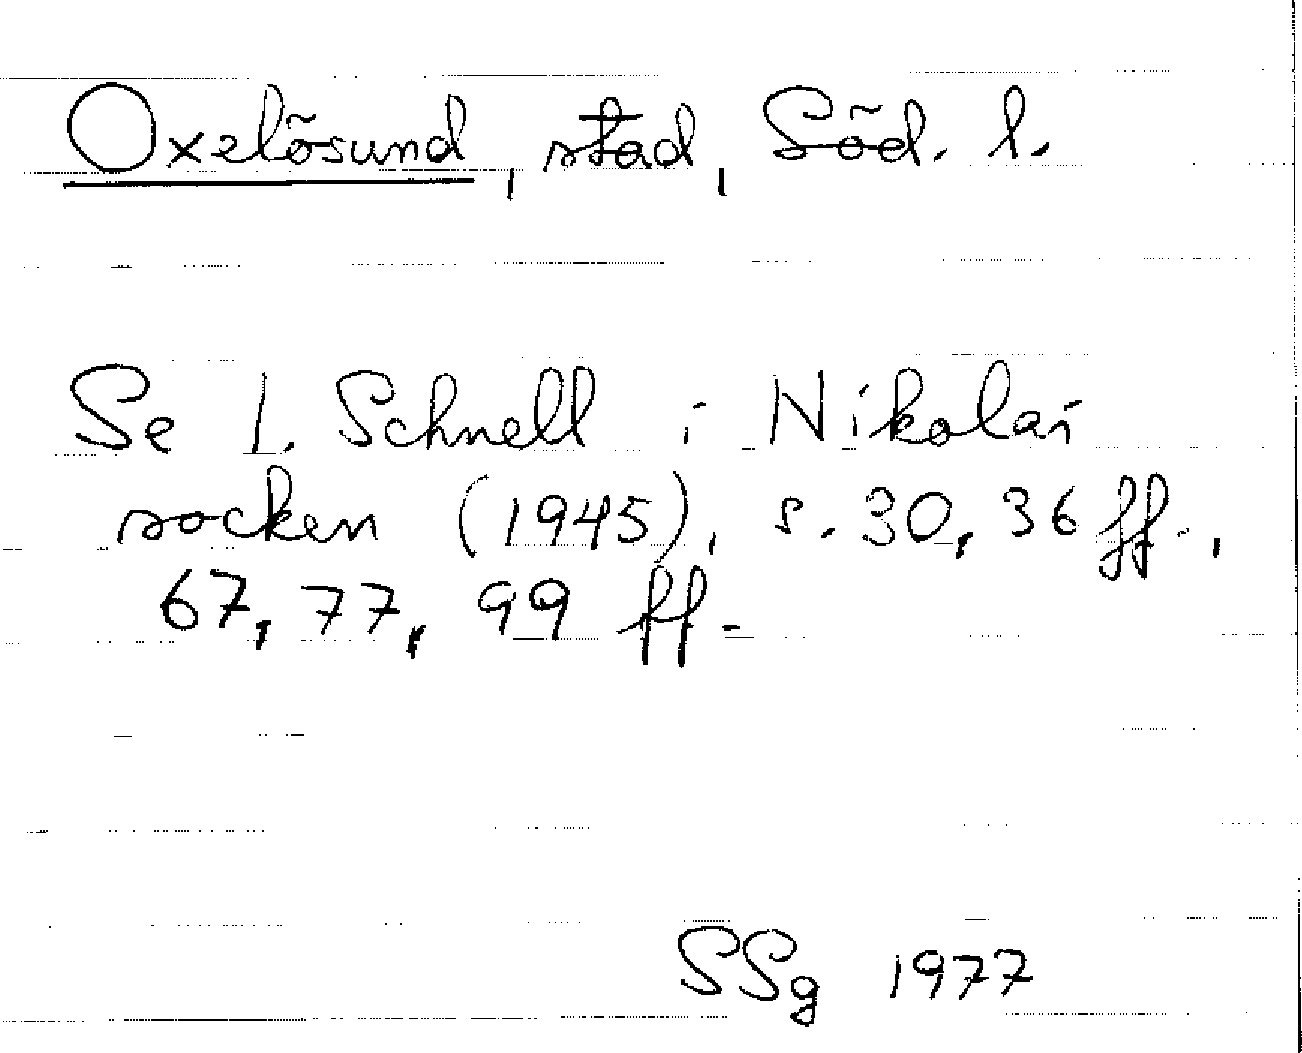 Oxelösund, stad, Söd. l.
Se I. Schnell i Nikolai
socken (1945), s. 30, 36 ff.,
67, 77, 99 ff.
SSg 1977